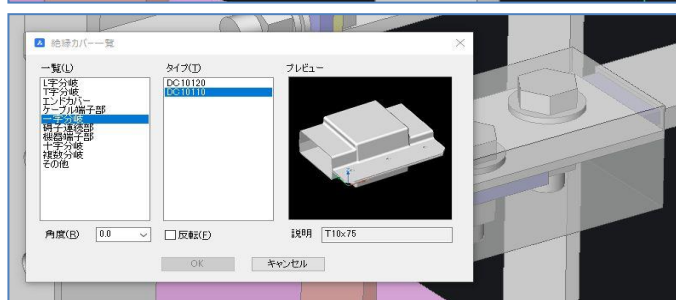 絶縁カバー一覧
一覧(L)
タイプ(T)
プレビュー
L字分岐
T字分岐
エンドカバー
ケーブル端子部
一字分岐
碍子連続部
機器端子部
十字分岐
複数分岐
その他
DC10120
DC10110
角度(R)
0.0
反転(F)
説明
T10x75
OK
キャンセル